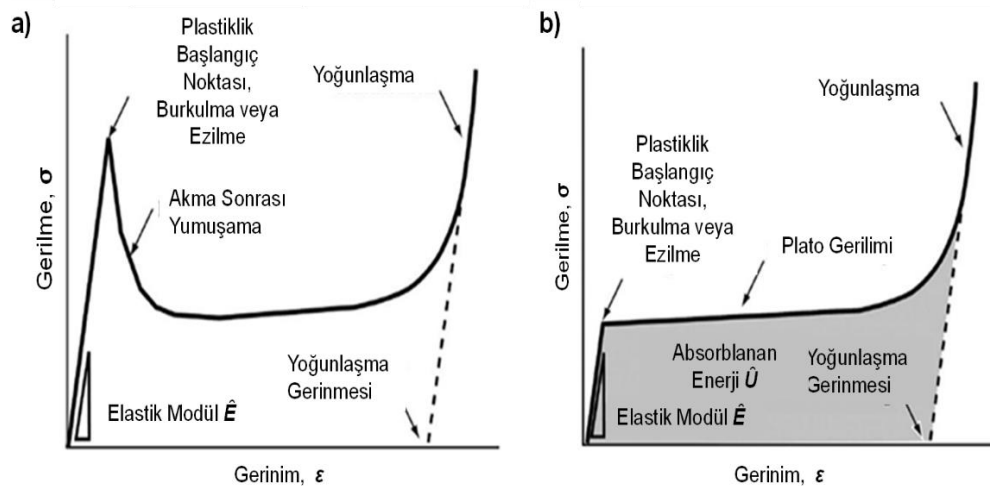 a)
Plastiklik
Başlangıç
Noktası,
Burkulma veya
Ezilme
Yoğunlaşma
Akma Sonrası
Yumuşama
Gerilme, σ
Yoğunlaşma
Gerinmesi
Elastik Modül Ê
Gerinim, ε
b)
Yoğunlaşma
Plastiklik
Başlangıç
Noktası,
Burkulma veya
Ezilme
Plato Gerilimi
Gerilme, σ
Absorblanan
Enerji Û
Yoğunlaşma
Gerinmesi
Elastik Modül Ê
Gerinim, ε